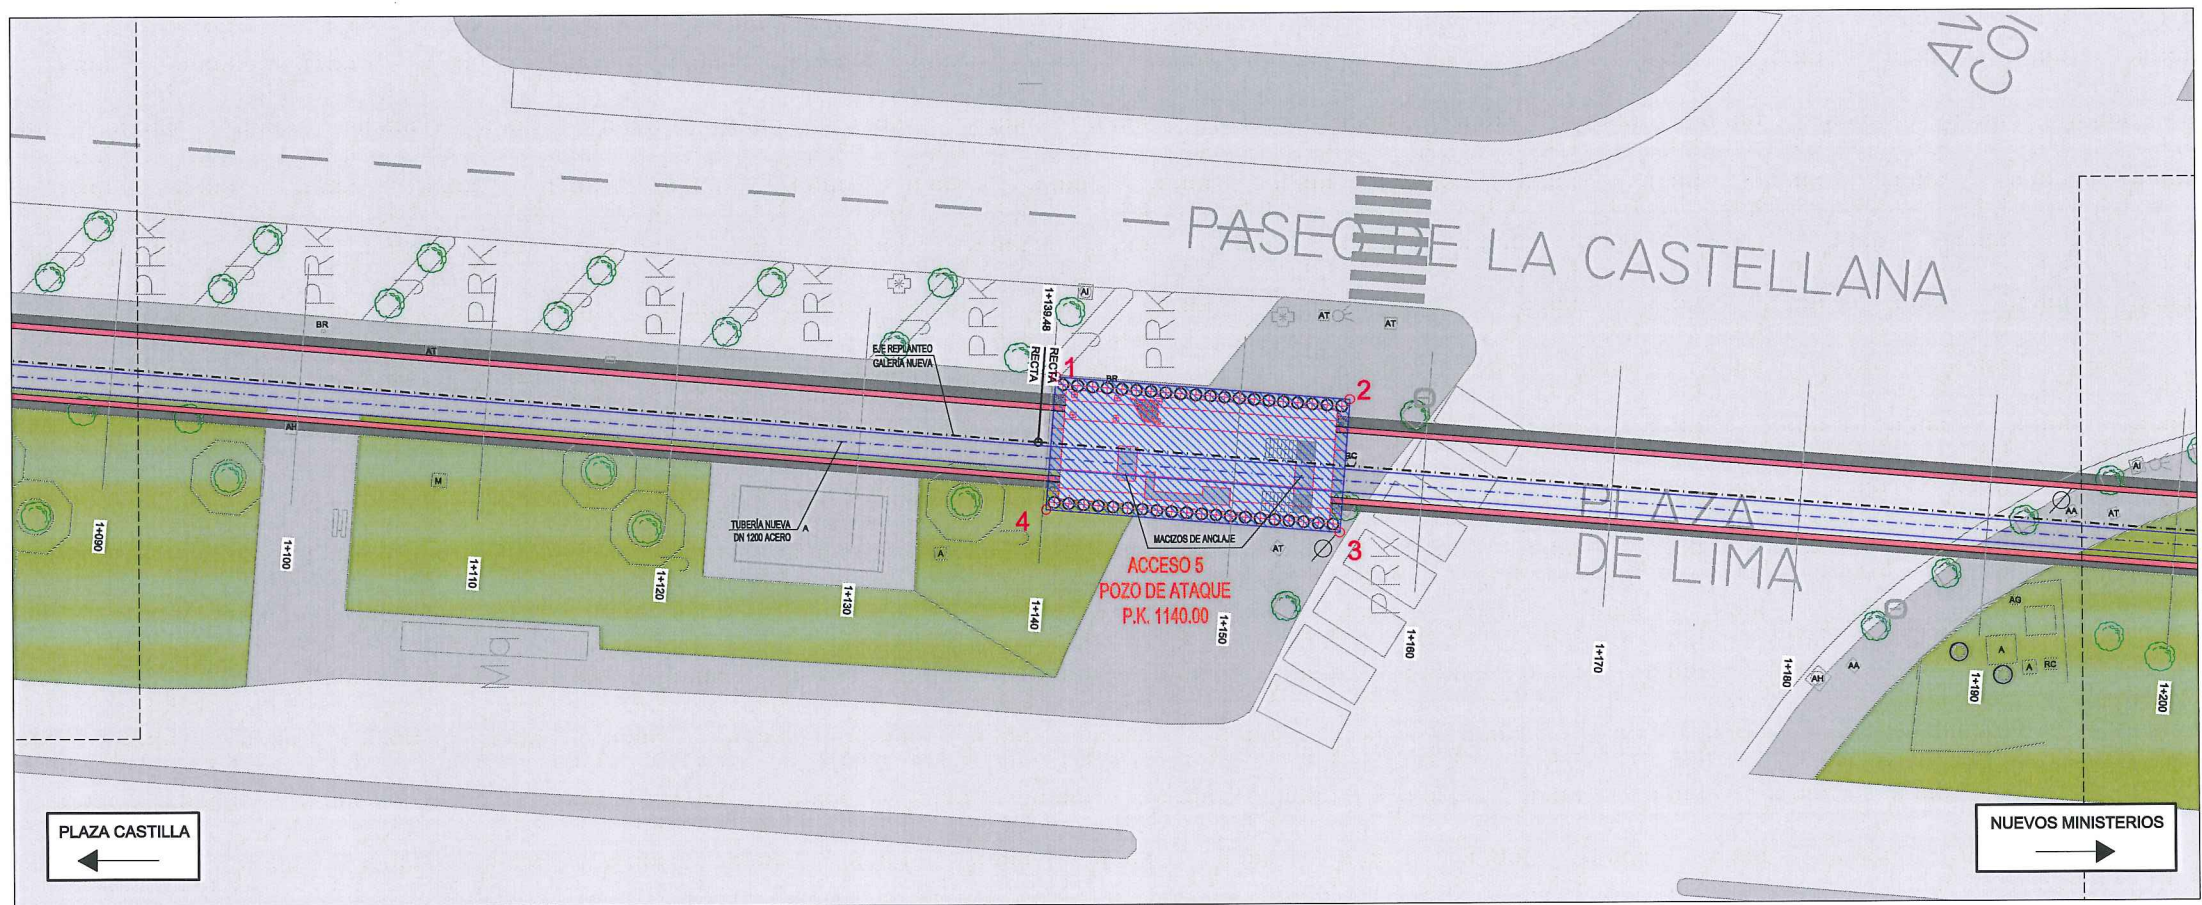 AV
PASEO DE LA CASTELLANA
PRK
PRK
PRK
PRK
PRK
PRK
PRK
AI
AT
AT
BR
AT
EJE REPLANTEO
GALERÍA NUEVA
1+139.48
RECTA
RECTA
1
BR
2
AH
M
RC
PLAZA
DE LIMA
AI
AA
AT
TUBERÍA NUEVA
DN 1200 ACERO
A
A
4
MACIZOS DE ANCLAJE
AT
3
PRK
ACCESO 5
POZO DE ATAQUE
P.K. 1140.00
1+090
1+100
1+110
1+120
1+130
1+140
1+150
1+160
1+170
1+180
1+190
1+200
AG
A
A
RC
AA
AH
PLAZA CASTILLA
NUEVOS MINISTERIOS